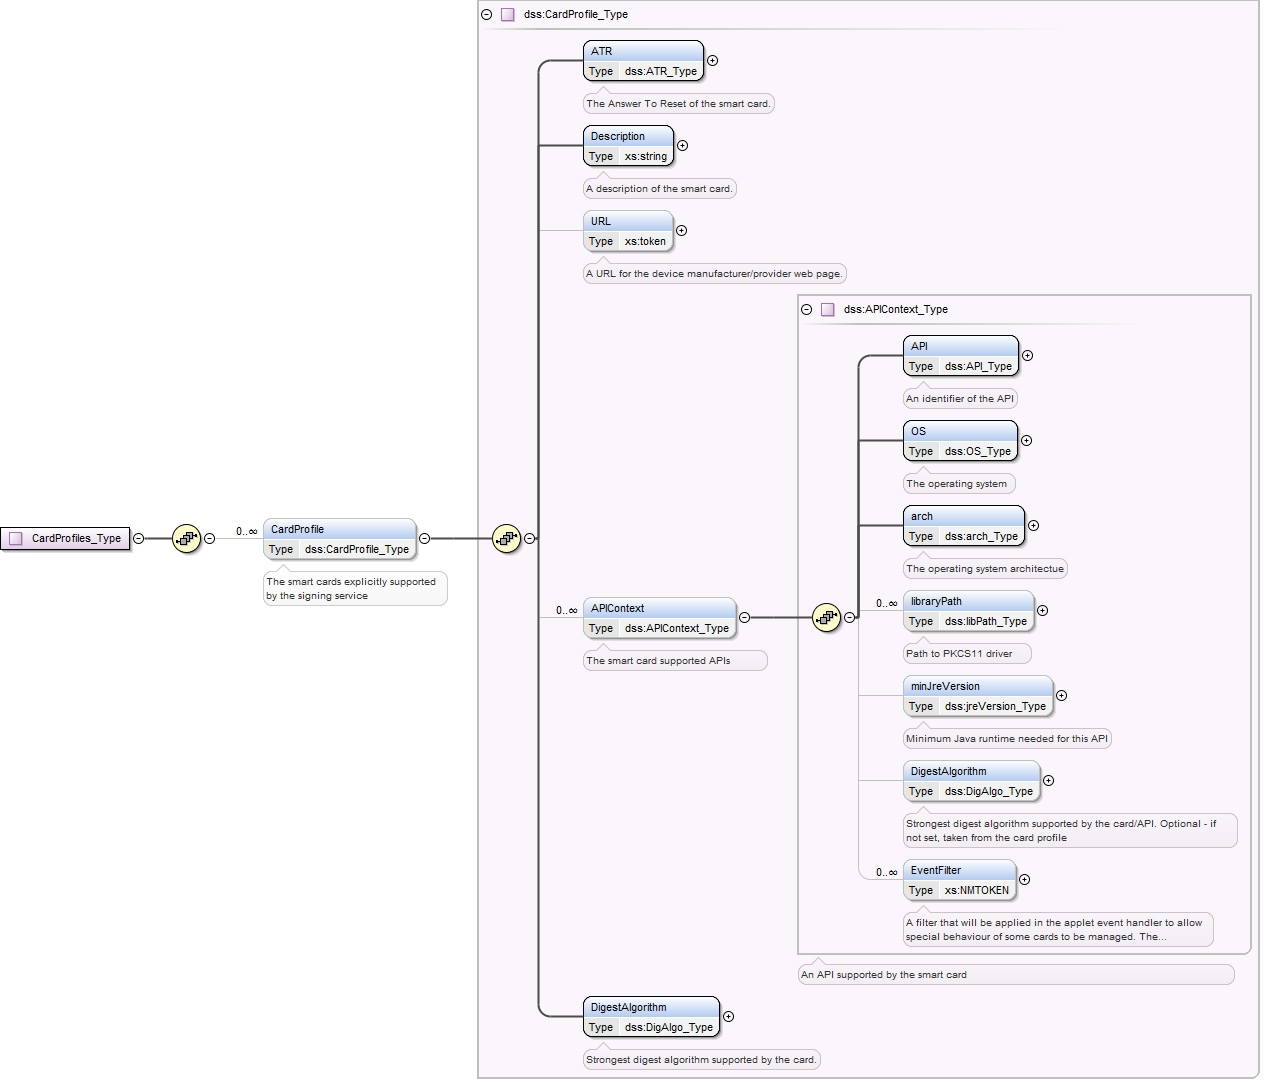 dss:CardProfile_Type
ATR
Type dss:ATR_Type
The Answer To Reset of the smart card.
Description
Type xs:string
A description of the smart card.
URL
Type xs:token
A URL for the device manufacturer/provider web page.
dss:APIContext_Type
API
Type dss:API_Type
An identifier of the API
OS
Type dss:OS_Type
The operating system
CardProfiles_Type
0..∞
CardProfile
Type dss:CardProfile_Type
The smart cards explicitly supported
by the signing service
arch
Type dss:arch_Type
The operating system architectue
0..∞
APIContext
Type dss:APIContext_Type
The smart card supported APIs
0..∞
libraryPath
Type dss:libPath_Type
Path to PKCS11 driver
minJreVersion
Type dss:jreVersion_Type
Minimum Java runtime needed for this API
DigestAlgorithm
Type dss:DigAlgo_Type
Strongest digest algorithm supported by the card/API. Optional - if
not set, taken from the card profile
0..∞
EventFilter
Type xs:NMTOKEN
A filter that will be applied in the applet event handler to allow
special behaviour of some cards to be managed. The...
An API supported by the smart card
DigestAlgorithm
Type dss:DigAlgo_Type
Strongest digest algorithm supported by the card.